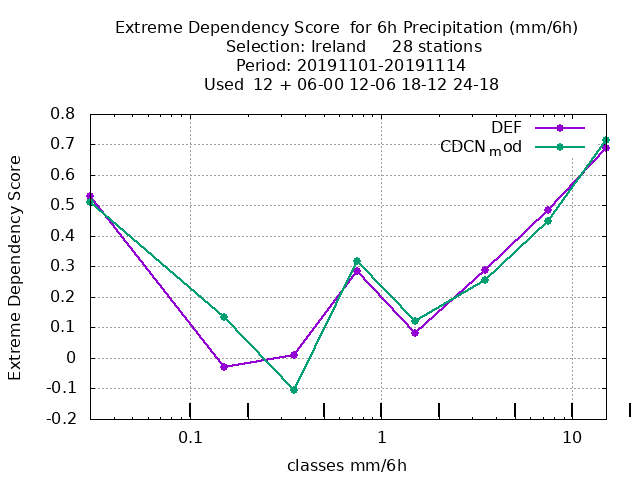 Extreme Dependency Score  for 6h Precipitation (mm/6h)
Selection: Ireland     28 stations
Period: 20191101-20191114
Used  12 + 06-00 12-06 18-12 24-18
DEF
CDCN mod
Extreme Dependency Score
0.8
0.7
0.6
0.5
0.4
0.3
0.2
0.1
0
-0.1
-0.2
0.1 1 10
classes mm/6h